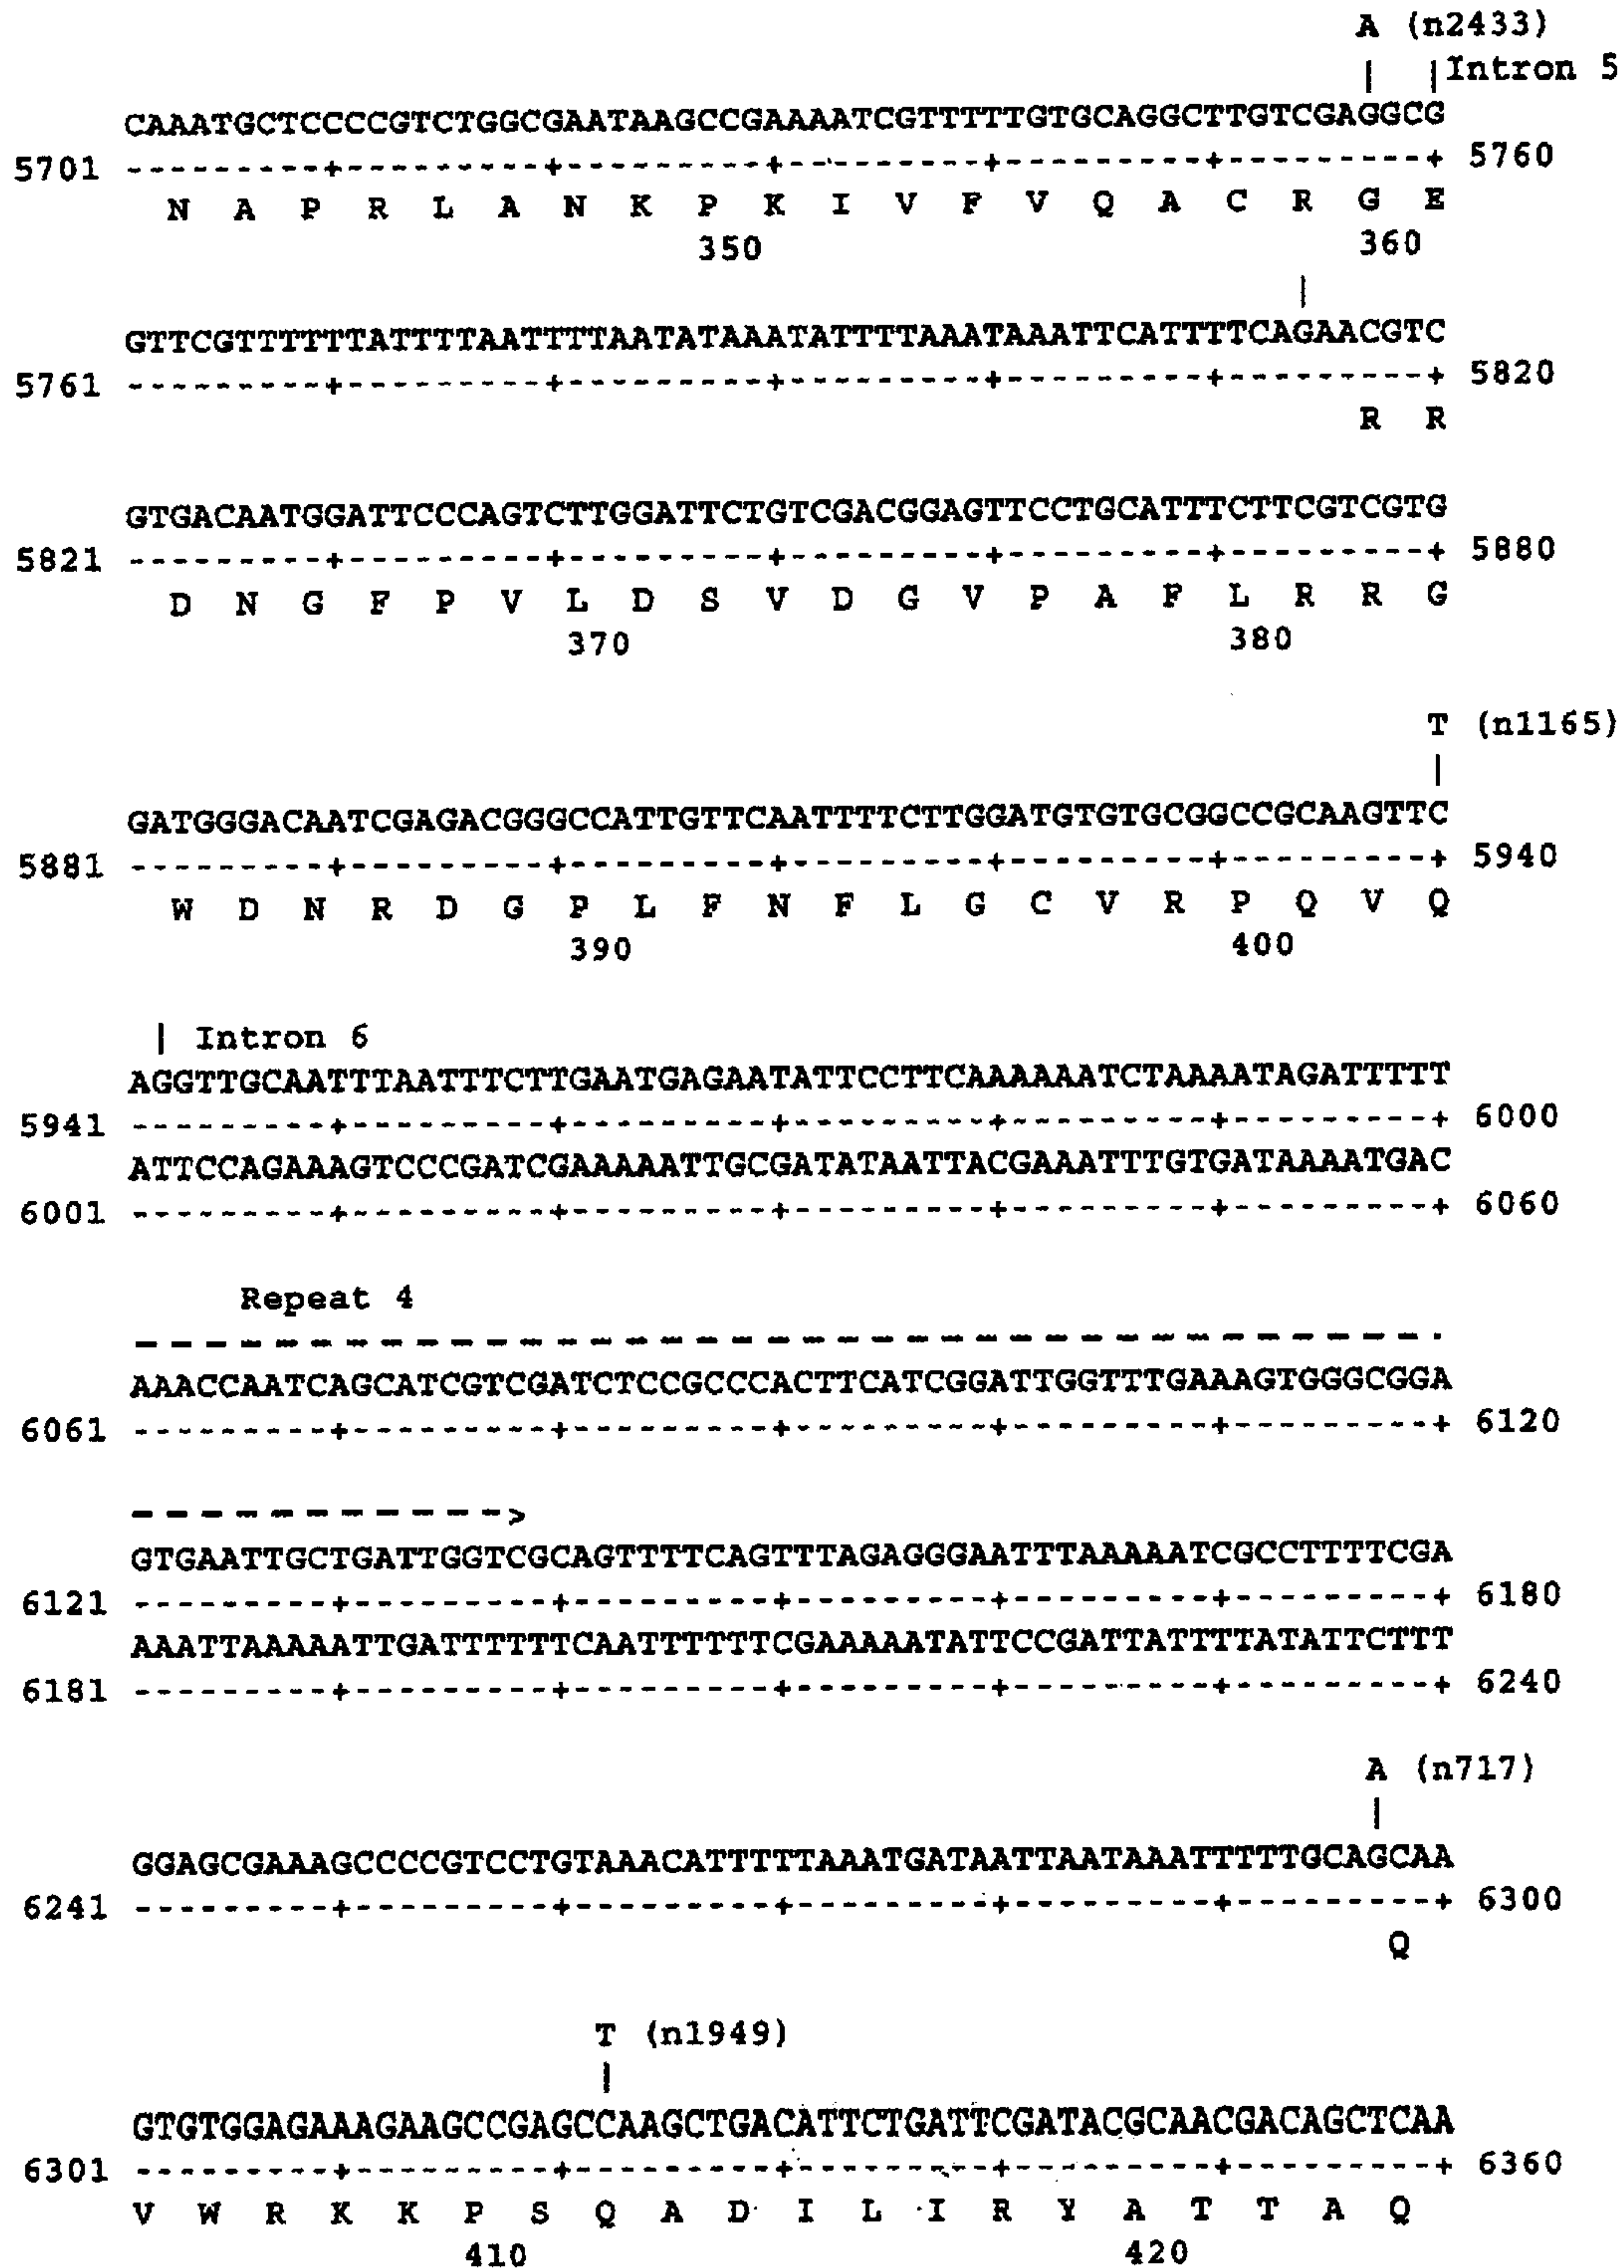 A (n2433)
| |Intron 5
CAAATGCTCCCCGTCTGGCGAATAAGCCGAAAATCGTTTTTGTGCAGGCTTGTCGAGGCG
5701 ---------+---------+---------+---------+---------+---------+ 5760
N A P R L A N K P K I V F V Q A C R G E
350 360
|
GTTCGTTTTTTATTTTAATTTTAATATAAATATTTTAAATAAATTCATTTTCAGAACGTC
5761 ---------+---------+---------+---------+---------+---------+ 5820
R R
GTGACAATGGATTCCCAGTCTTGGATTCTGTCGACGGAGTTCCTGCATTTCTTCGTCGTG
5821 ---------+---------+---------+---------+---------+---------+ 5880
D N G F P V L D S V D G V P A F L R R G
370 380
T (n1165)
|
GATGGGACAATCGAGACGGGCCATTGTTCAATTTTCTTGGATGTGTGCGGCCGCAAGTTC
5881 ---------+---------+---------+---------+---------+---------+ 5940
W D N R D G P L F N F L G C V R P Q V Q
390 400
| Intron 6
AGGTTGCAATTTAATTTCTTGAATGAGAATATTCCTTCAAAAAATCTAAAATAGATTTTT
5941 ---------+---------+---------+---------+---------+---------+ 6000
ATTCCAGAAAGTCCCGATCGAAAAATTGCGATATAATTACGAAATTTGTGATAAAATGAC
6001 ---------+---------+---------+---------+---------+---------+ 6060
Repeat 4
AAACCAATCAGCATCGTCGATCTCCGCCCACTTCATCGGATTGGTTTGAAAGTGGGCGGA
6061 ---------+---------+---------+---------+---------+---------+ 6120
- - - - - - - - - - - >
GTGAATTGCTGATTGGTCGCAGTTTTCAGTTTAGAGGGAATTTAAAAATCGCCTTTTCGA
6121 ---------+---------+---------+---------+---------+---------+ 6180
AAATTAAAAATTGATTTTTTCAATTTTTTCGAAAAATATTCCGATTATTTTATATTCTTT
6181 ---------+---------+---------+---------+---------+---------+ 6240
A (n717)
|
GGAGCGAAAGCCCCGTCCTGTAAACATTTTTAAATGATAATTAATAAATTTTTGCAGCAA
6241 ---------+---------+---------+---------+---------+---------+ 6300
Q
T (n1949)
|
GTGTGGAGAAAGAAGCCGAGCCAAGCTGACATTCTGATTCGATACGCAACGACAGCTCAA
6301 ---------+---------+---------+---------+---------+---------+ 6360
V W R K K P S Q A D I L I R Y A T T A Q
410 420